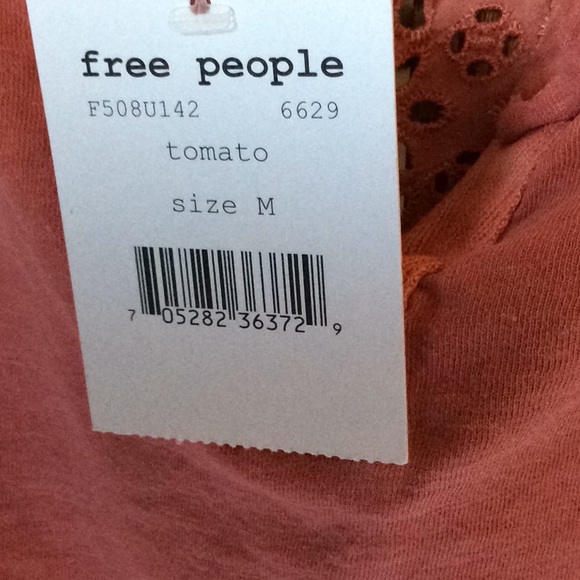 free people
F508U142 6629
tomato
size M
7 05282 36372 9